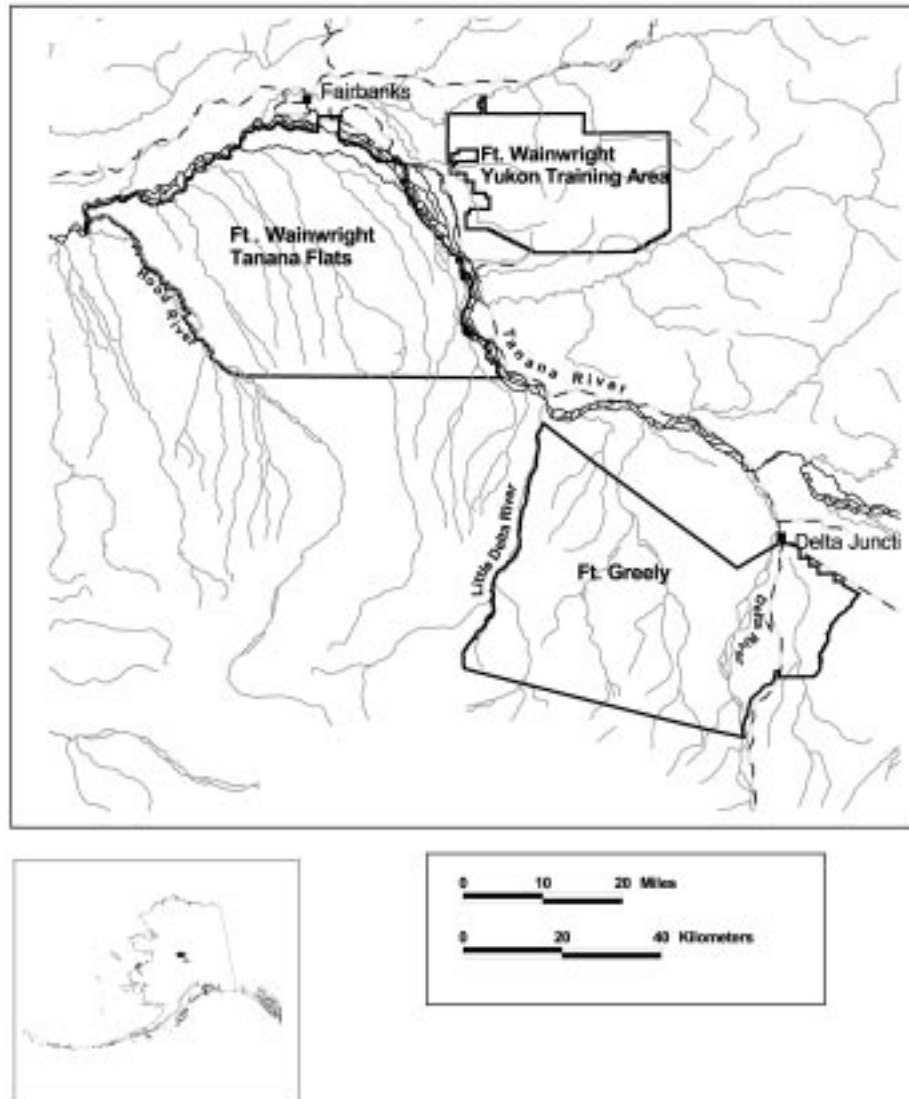 Fairbanks
Ft. Wainwright
Yukon Training Area
Ft. Wainwright
Tanana Flats
Wood River
Tanana River
Little Delta River
Delta Juncti
Ft. Greely
Delta River
0 10 20 Miles
0 20 40 Kilometers